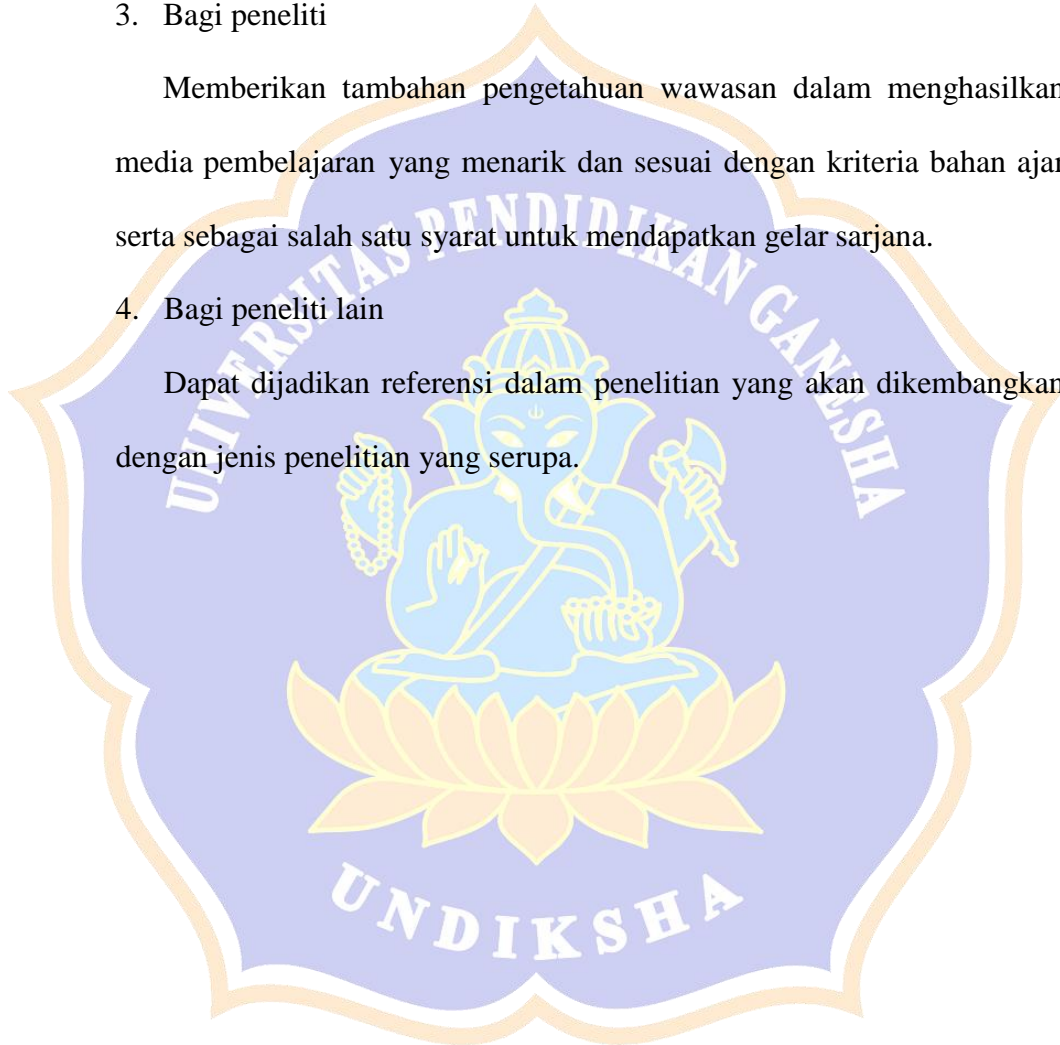 3. Bagi peneliti
Memberikan tambahan pengetahuan wawasan dalam menghasilkan
media pembelajaran yang menarik dan sesuai dengan kriteria bahan ajar
serta sebagai salah satu syarat untuk mendapatkan gelar sarjana.
4. Bagi peneliti lain
Dapat dijadikan referensi dalam penelitian yang akan dikembangkan
dengan jenis penelitian yang serupa.
UNIVERSITAS PENDIDIKAN GANESHA
UNDIKSHA